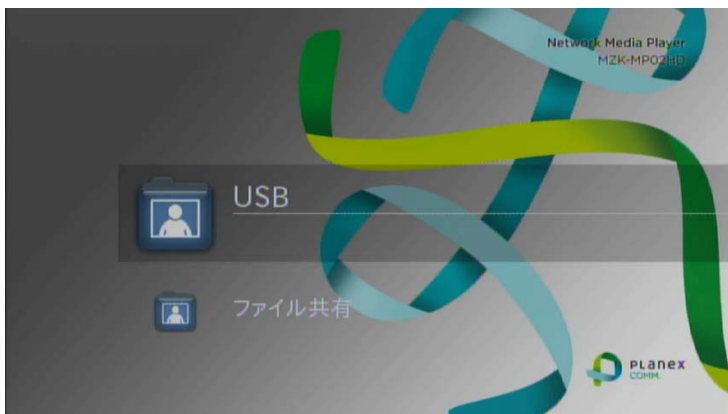 Network Media Player
MZK-MP02HD
USB
ファイル共有
PLANEX
COMM.